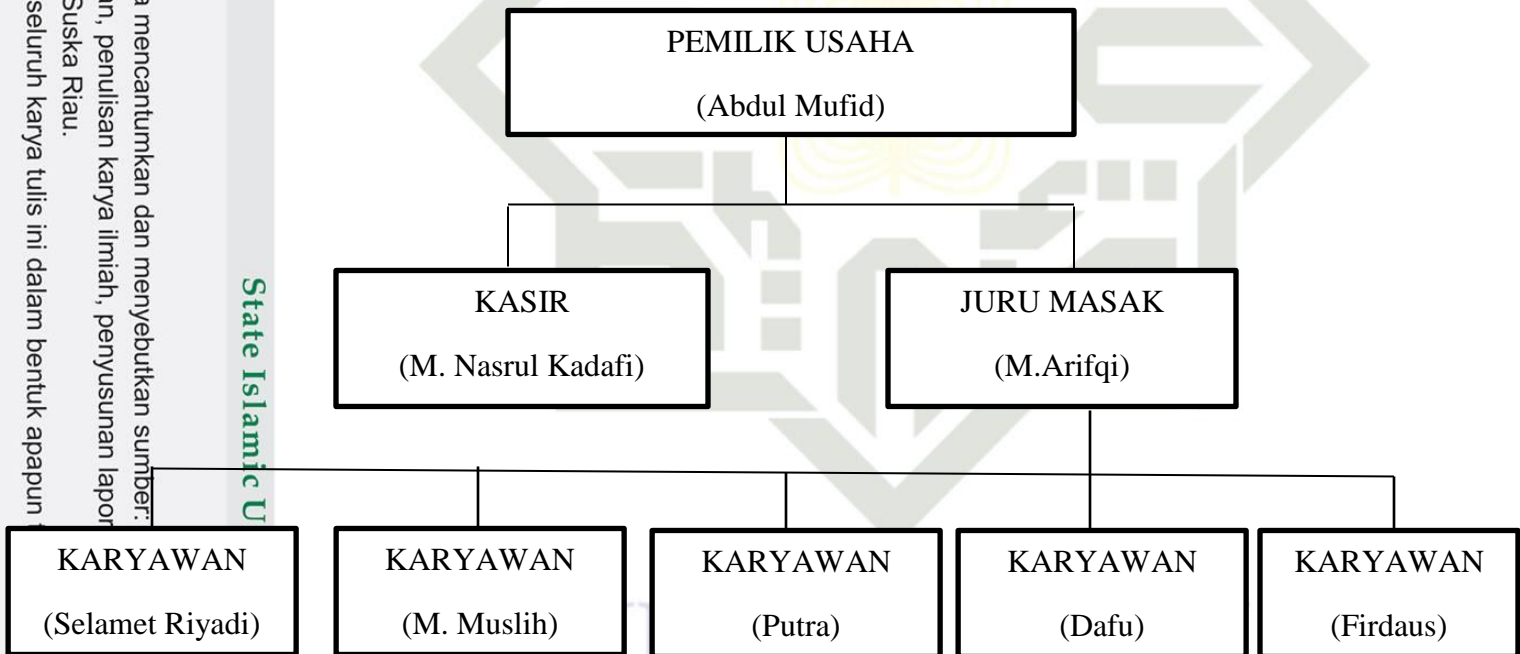 PEMILIK USAHA
(Abdul Mufid)
KASIR
(M. Nasrul Kadafi)
JURU MASAK
(M.Arifqi)
KARYAWAN
(Selamet Riyadi)
KARYAWAN
(M. Muslih)
KARYAWAN
(Putra)
KARYAWAN
(Dafu)
KARYAWAN
(Firdaus)
State Islamic U
mencantumkan dan menyebutkan sumber:
penulisan karya ilmiah, penyusunan lapor
Suska Riau.
seluruh karya tulis ini dalam bentuk apapun